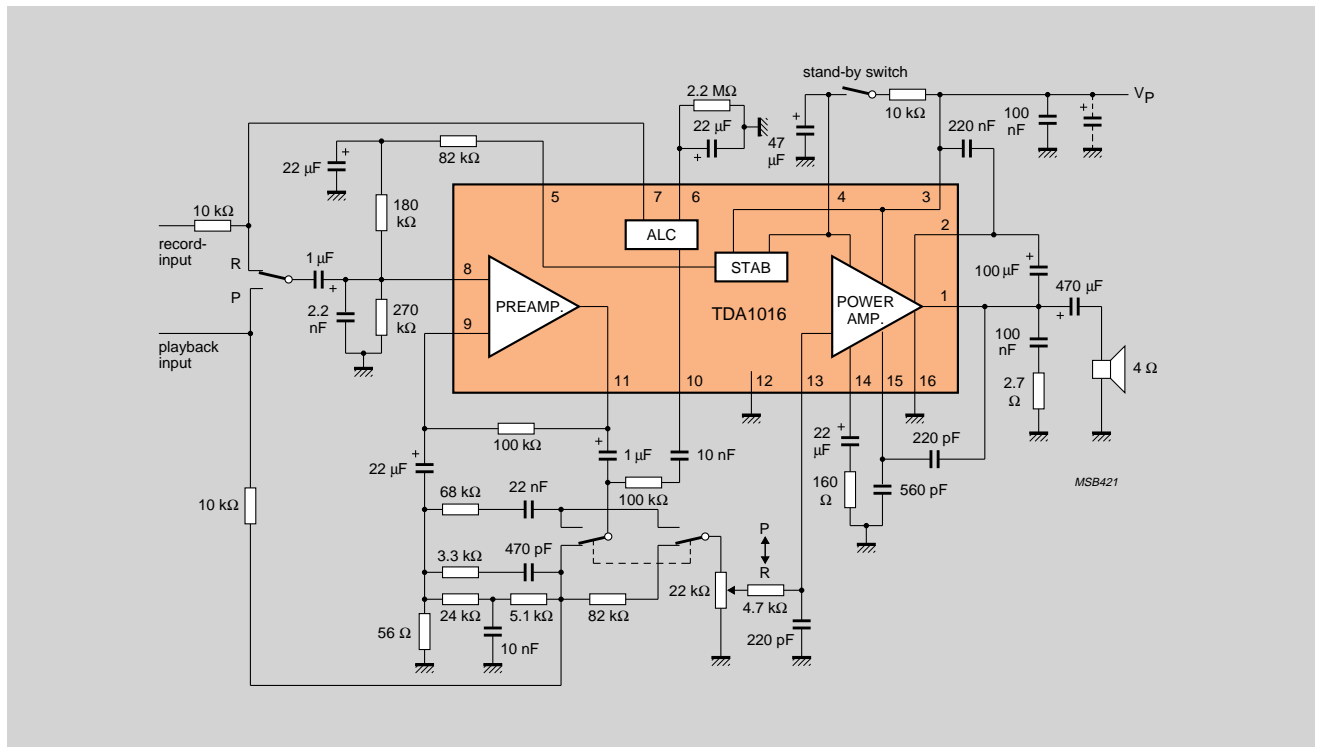 stand-by switch
2.2 MΩ
22 μF
+
+
47
μF
10 kΩ
VP
220 nF
100
nF
+
22 μF
+
82 kΩ
180
kΩ
5
7
6
4
3
2
ALC
STAB
10 kΩ
record-
input
R
P
1 μF
+
2.2
nF
270
kΩ
playback
input
8
9
PREAMP.
TDA1016
POWER
AMP.
1
100 μF
+
470 μF
+
100
nF
2.7
Ω
4 Ω
11
10
12
13
14
15
16
100 kΩ
+
1 μF
10 nF
100 kΩ
+
22 μF
22
μF
+
160
Ω
220 pF
560 pF
MSB421
10 kΩ
68 kΩ
22 nF
3.3 kΩ
470 pF
24 kΩ
5.1 kΩ
82 kΩ
10 nF
56 Ω
22 kΩ
P
R
4.7 kΩ
220 pF